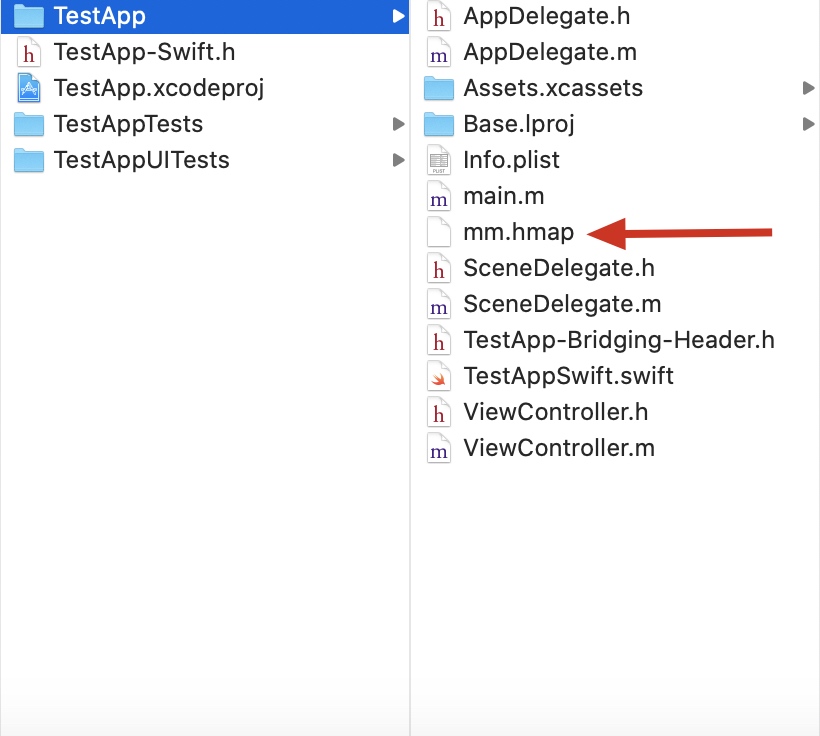 TestApp
TestApp-Swift.h
TestApp.xcodeproj
TestAppTests
TestAppUITests
AppDelegate.h
AppDelegate.m
Assets.xcassets
Base.lproj
Info.plist
main.m
mm.hmap
SceneDelegate.h
SceneDelegate.m
TestApp-Bridging-Header.h
TestAppSwift.swift
ViewController.h
ViewController.m